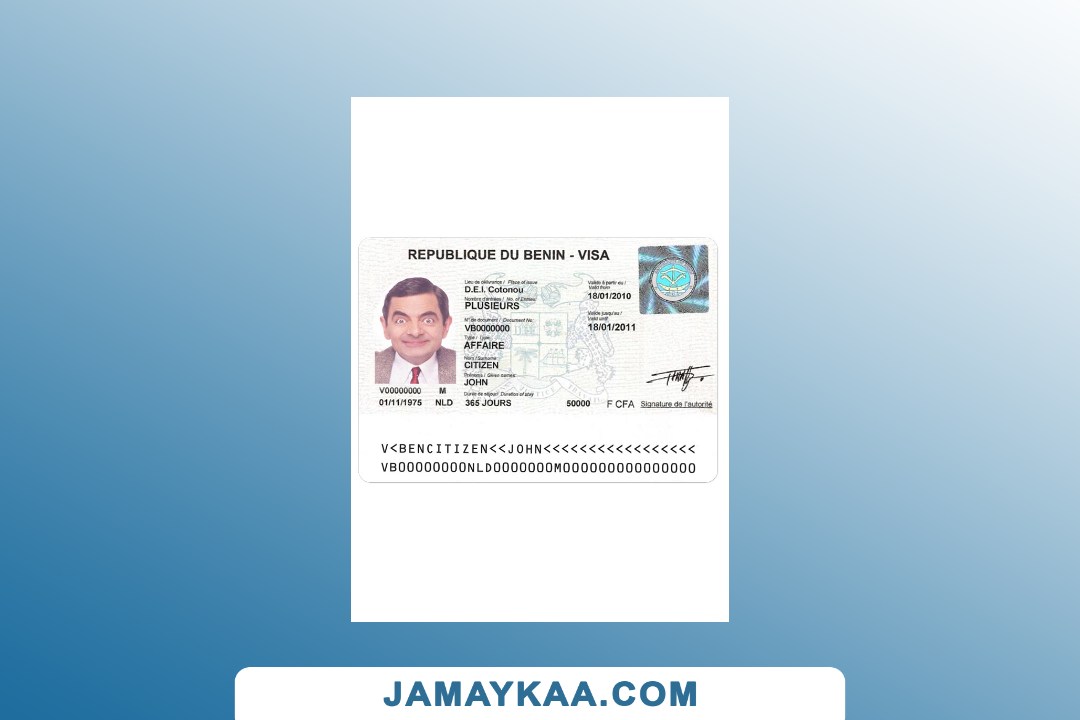 REPUBLIQUE DU BENIN - VISA
Lieu de délivrance / Place of issue
D.E.I. Cotonou
Nombre d'entrées / No. of Entries
PLUSIEURS
N° de document / Document No:
VB0000000
Type / Type
AFFAIRE
Nom / Surname
CITIZEN
Prénoms / Given names
JOHN
Durée de séjour / Duration of stay
365 JOURS
50000 F CFA
Valide à partir du /
Valid from
18/01/2010
Valide jusqu'au /
Valid until
18/01/2011
V00000000 M
01/11/1975 NLD
Signature de l'autorité
V<BENCITIZEN<<JOHN<<<<<<<<<<<<<<<<<<
VB00000000NLD0000000M000000000000000
JAMAYKAA.COM